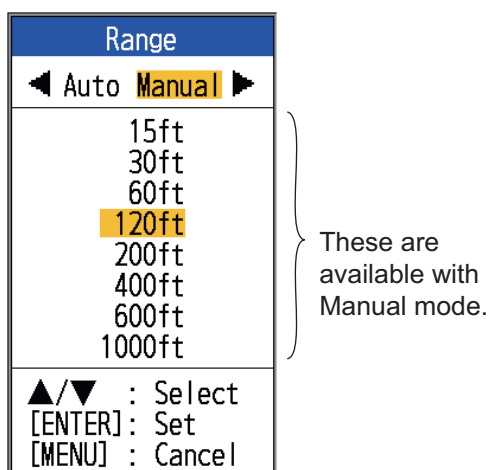 Range
◀ Auto Manual ▶
15ft
30ft
60ft
120ft
200ft
400ft
600ft
1000ft
These are
available with
Manual mode.
▲/▼ : Select
[ENTER]: Set
[MENU] : Cancel